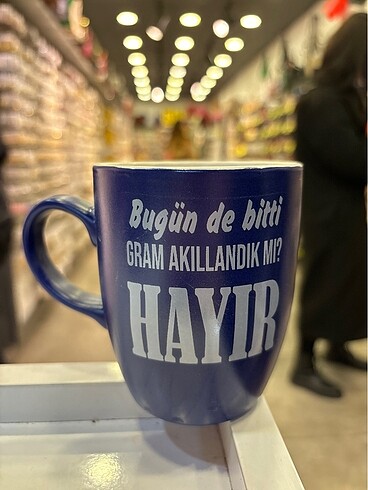 Bugün de bitti
GRAM AKILLANDIK MI?
HAYIR